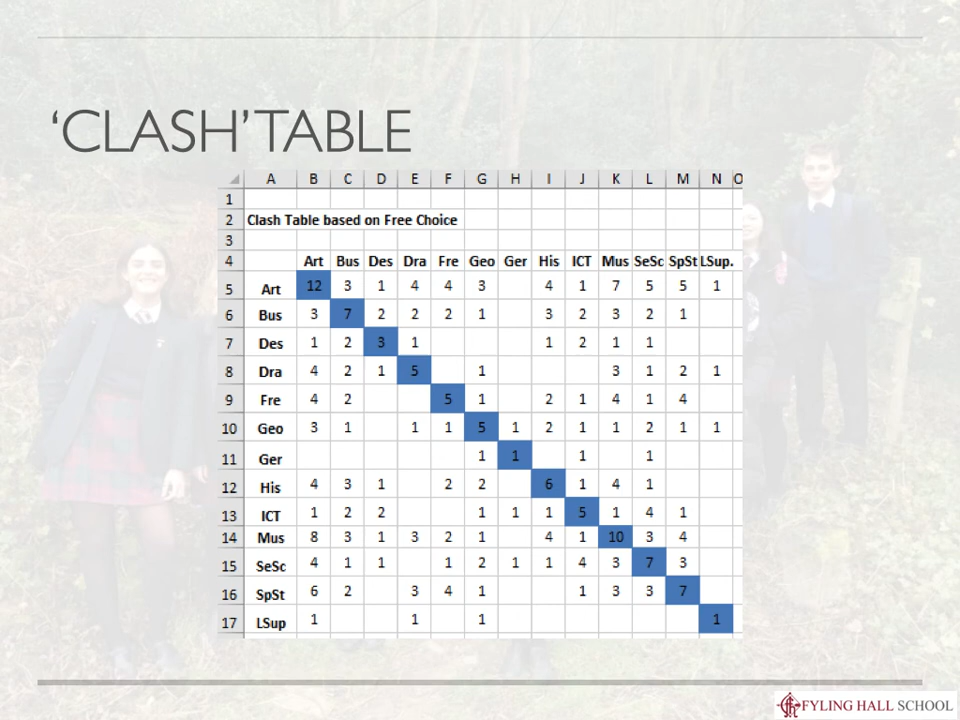 ‘CLASH’ TABLE
A B C D E F G H I J K L M N O
1
2 Clash Table based on Free Choice
3
4 Art Bus Des Dra Fre Geo Ger His ICT Mus SeSc SpSt LSup.
5 Art 12 3 1 4 4 3 4 1 7 5 5 1
6 Bus 3 7 2 2 2 1 3 2 3 2 1
7 Des 1 2 3 1 1 2 1 1
8 Dra 4 2 1 5 1 3 1 2 1
9 Fre 4 2 5 1 2 1 4 1 4
10 Geo 3 1 1 1 5 1 2 1 1 2 1 1
11 Ger 1 1 1 1
12 His 4 3 1 2 2 6 1 4 1
13 ICT 1 2 2 1 1 1 5 1 4 1
14 Mus 8 3 1 3 2 1 4 1 10 3 4
15 SeSc 4 1 1 1 2 1 1 4 3 7 3
16 SpSt 6 2 3 4 1 1 3 3 7
17 LSup 1 1 1 1
FYLING HALL SCHOOL